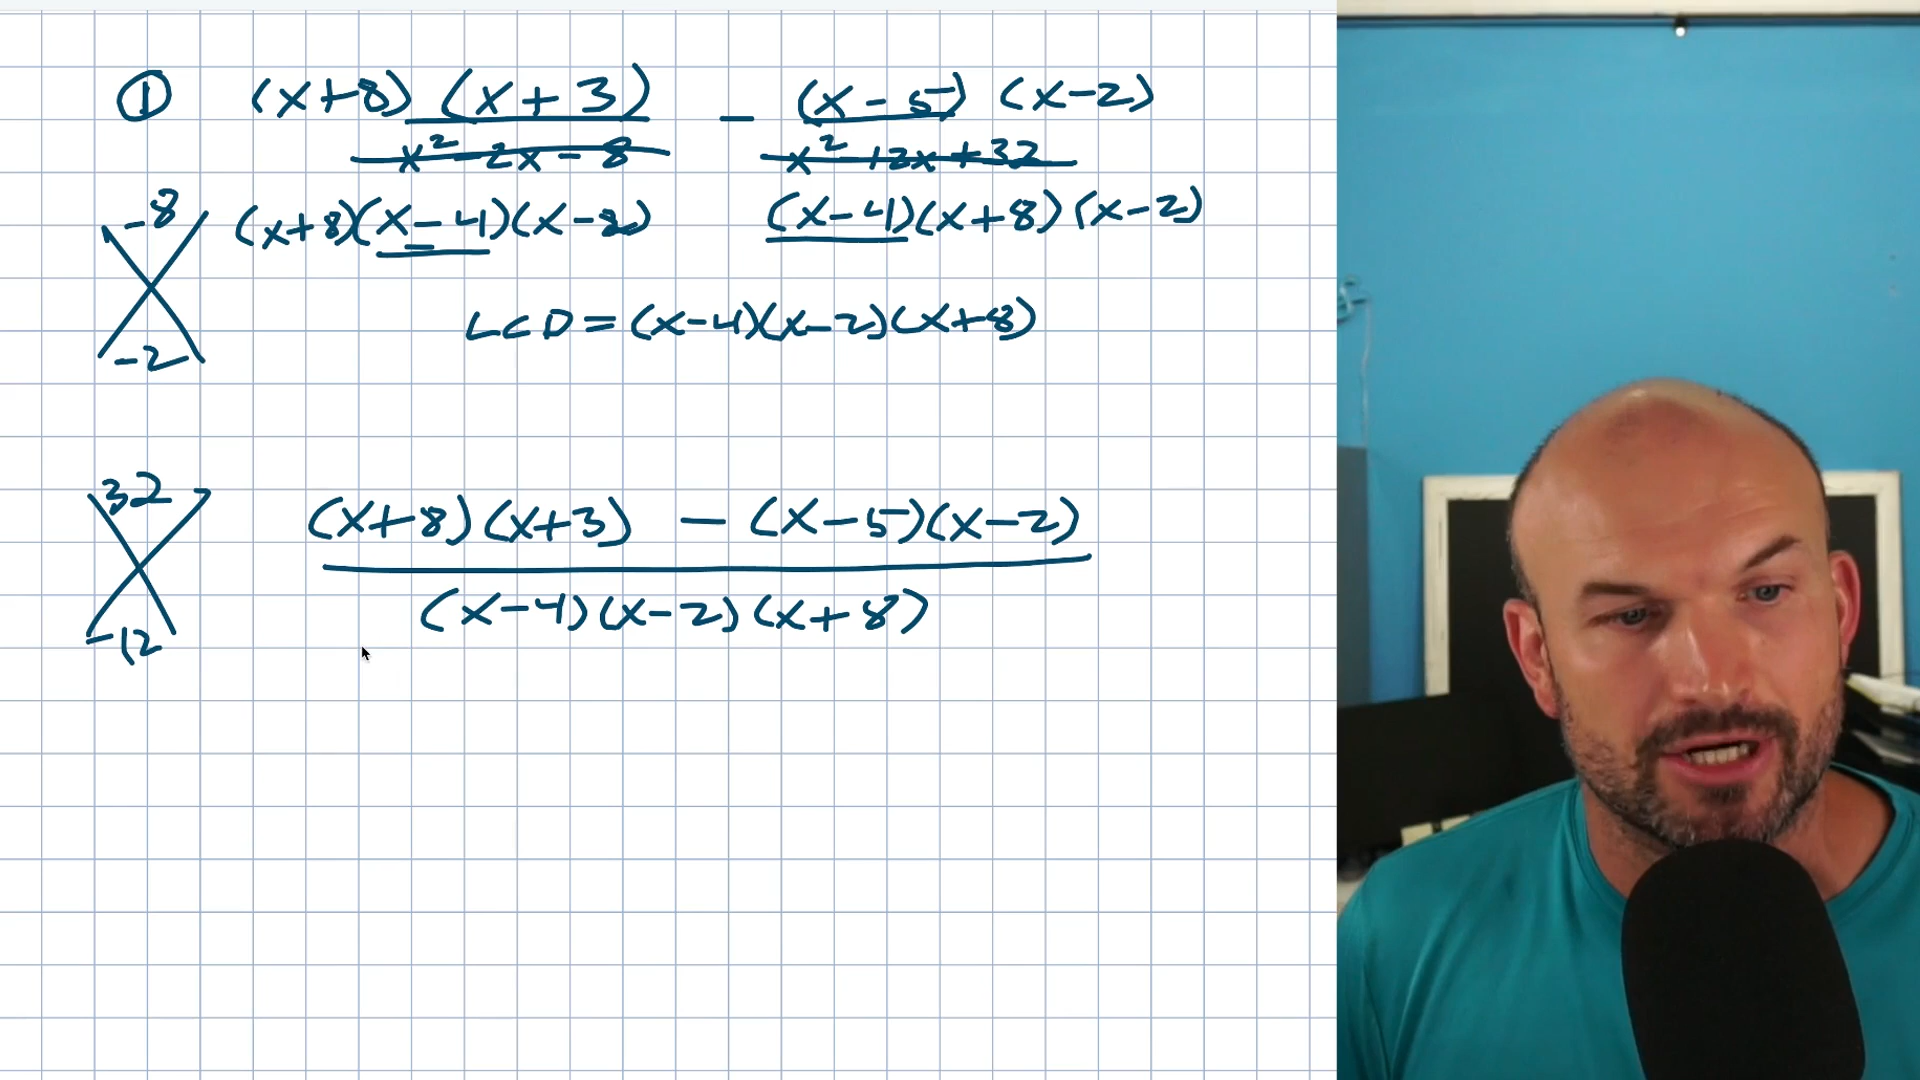 ① (x+8) (x+3) - (x-5) (x-2)
x²-2x-8 x²-12x+32
-8 (x+8)(x-4)(x-2) (x-4)(x+8)(x-2)
-2 LCD=(x-4)(x-2)(x+8)
32 (x+8)(x+3) - (x-5)(x-2)
-12 (x-4)(x-2)(x+8)